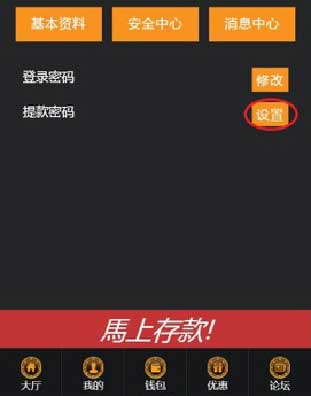 基本资料 安全中心 消息中心
登录密码 修改
提款密码 设置
馬上存款!
大厅 我的 钱包 优惠 论坛